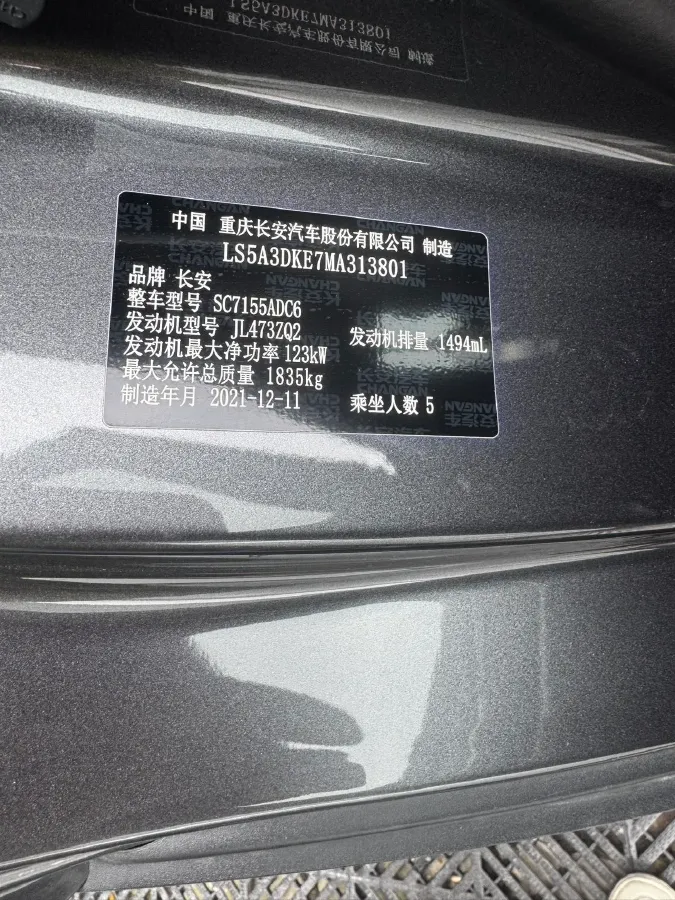 中国 重庆长安汽车股份有限公司 制造
LS5A3DKE7MA313801
品牌 长安
整车型号 SC7155ADC6
发动机型号 JL473ZQ2
发动机排量 1494mL
发动机最大净功率 123kW
最大允许总质量 1835kg
制造年月 2021-12-11
乘坐人数 5